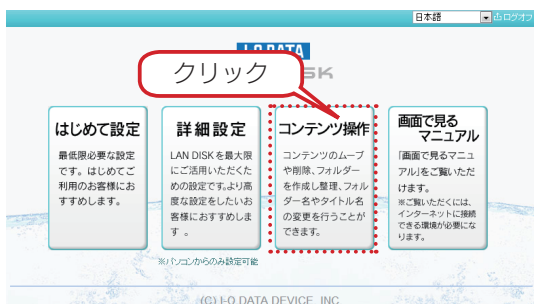 日本語
ログオフ
I-O DATA
クリック
SK
はじめて設定
最低限必要な設定
です。はじめてご
利用のお客様にお
すすめします。
詳細設定
LAN DISKを最大限
にご活用いただくた
めの設定です。より高
度な設定をしたいお
客様におすすめしま
す 。
※パソコンからのみ設定可能
コンテンツ操作
コンテンツのムーブ
や削除、フォルダー
を作成し整理、フォル
ダー名やタイトル名
の変更を行うことが
できます。
画面で見る
マニュアル
「画面で見るマニュ
アル」をご覧いただ
けます。
※ご覧いただくには、
インターネットに接続
できる環境が必要にな
ります。
(C) I-O DATA DEVICE, INC